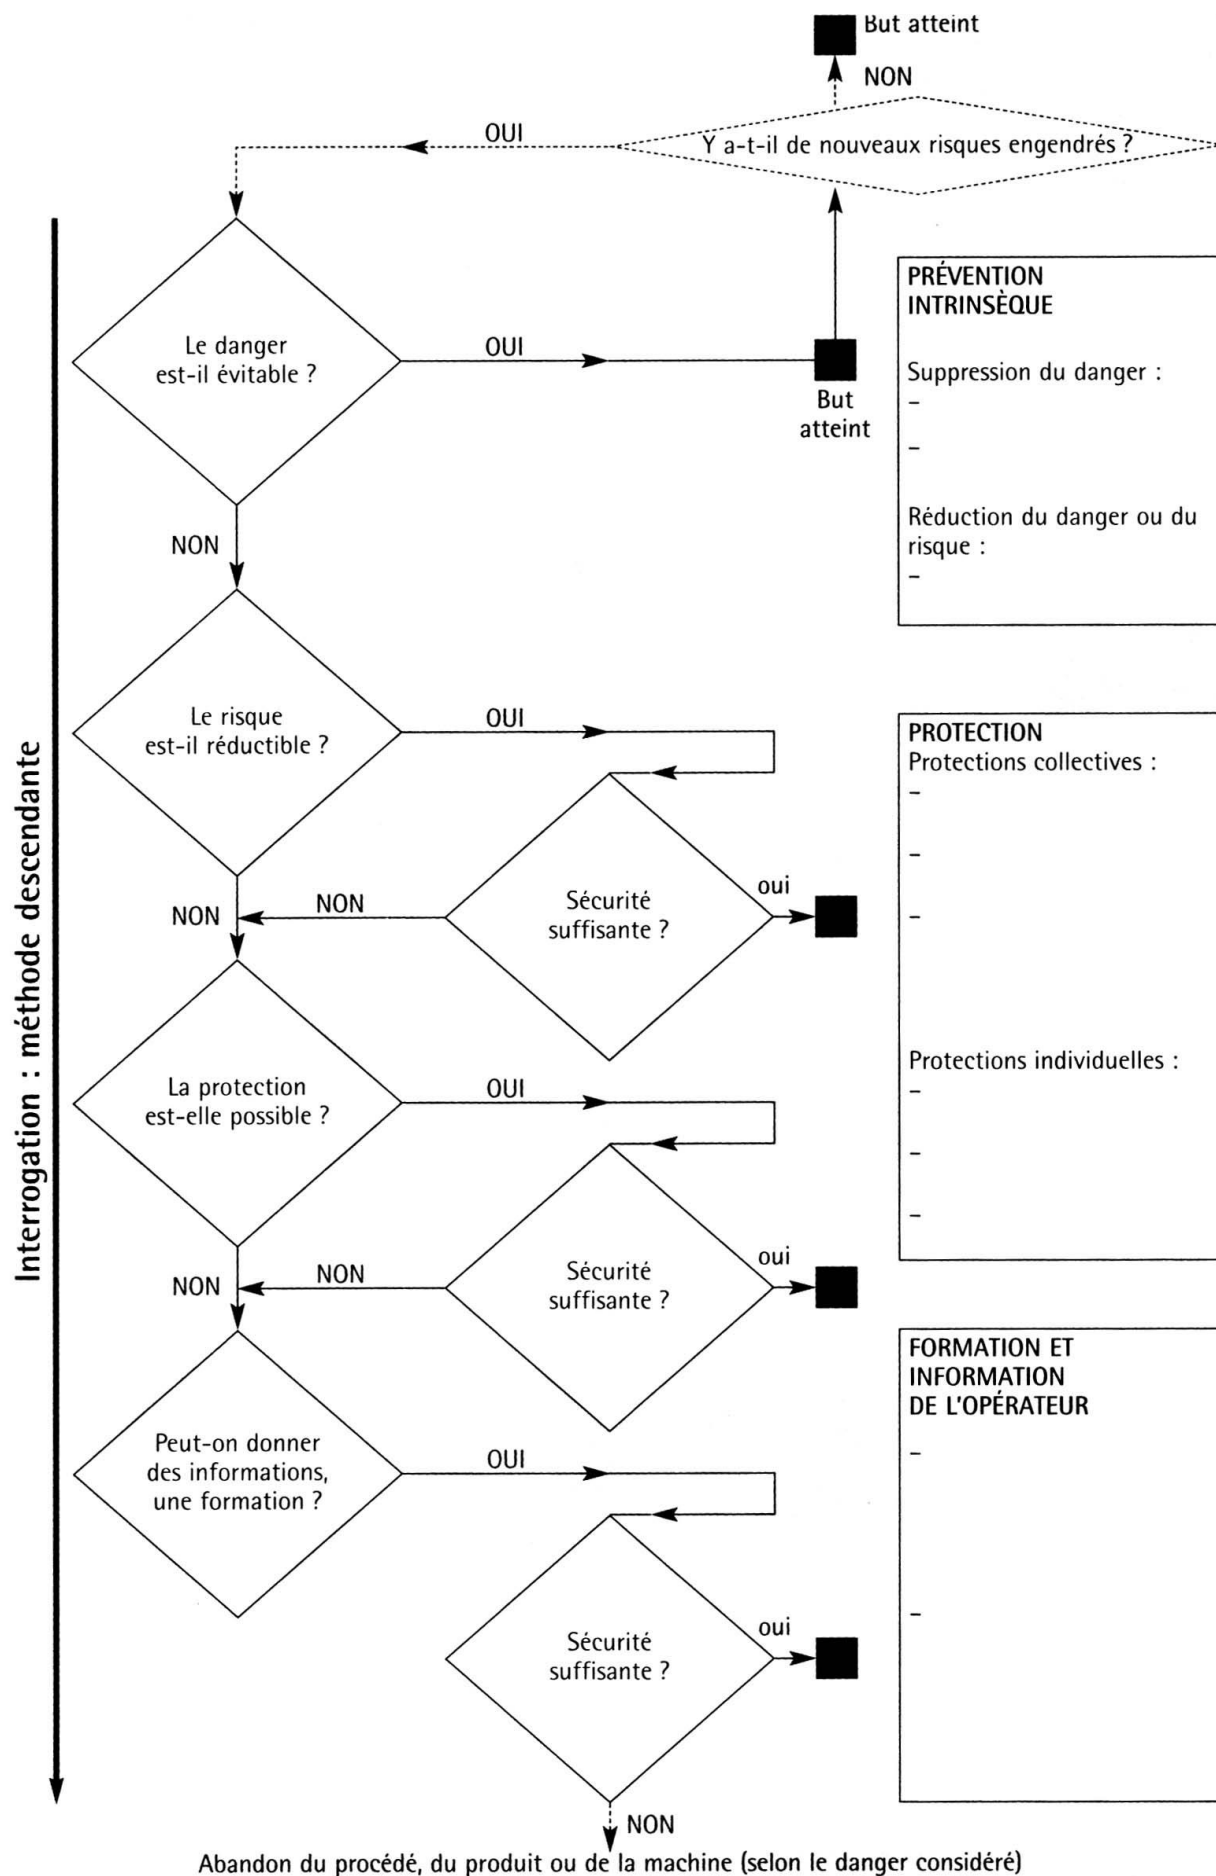 But atteint
NON
OUI
Y a-t-il de nouveaux risques engendrés ?
Le danger
est-il évitable ?
OUI
But
atteint
NON
Le risque
est-il réductible ?
OUI
NON
NON
Sécurité
suffisante ?
oui
La protection
est-elle possible ?
OUI
NON
NON
Sécurité
suffisante ?
oui
Peut-on donner
des informations,
une formation ?
OUI
Sécurité
suffisante ?
oui
NON
Abandon du procédé, du produit ou de la machine (selon le danger considéré)
Interrogation : méthode descendante
PRÉVENTION
INTRINSÈQUE
Suppression du danger :
–
–
Réduction du danger ou du
risque :
–
PROTECTION
Protections collectives :
–
–
–
Protections individuelles :
–
–
–
FORMATION ET
INFORMATION
DE L'OPÉRATEUR
–
–